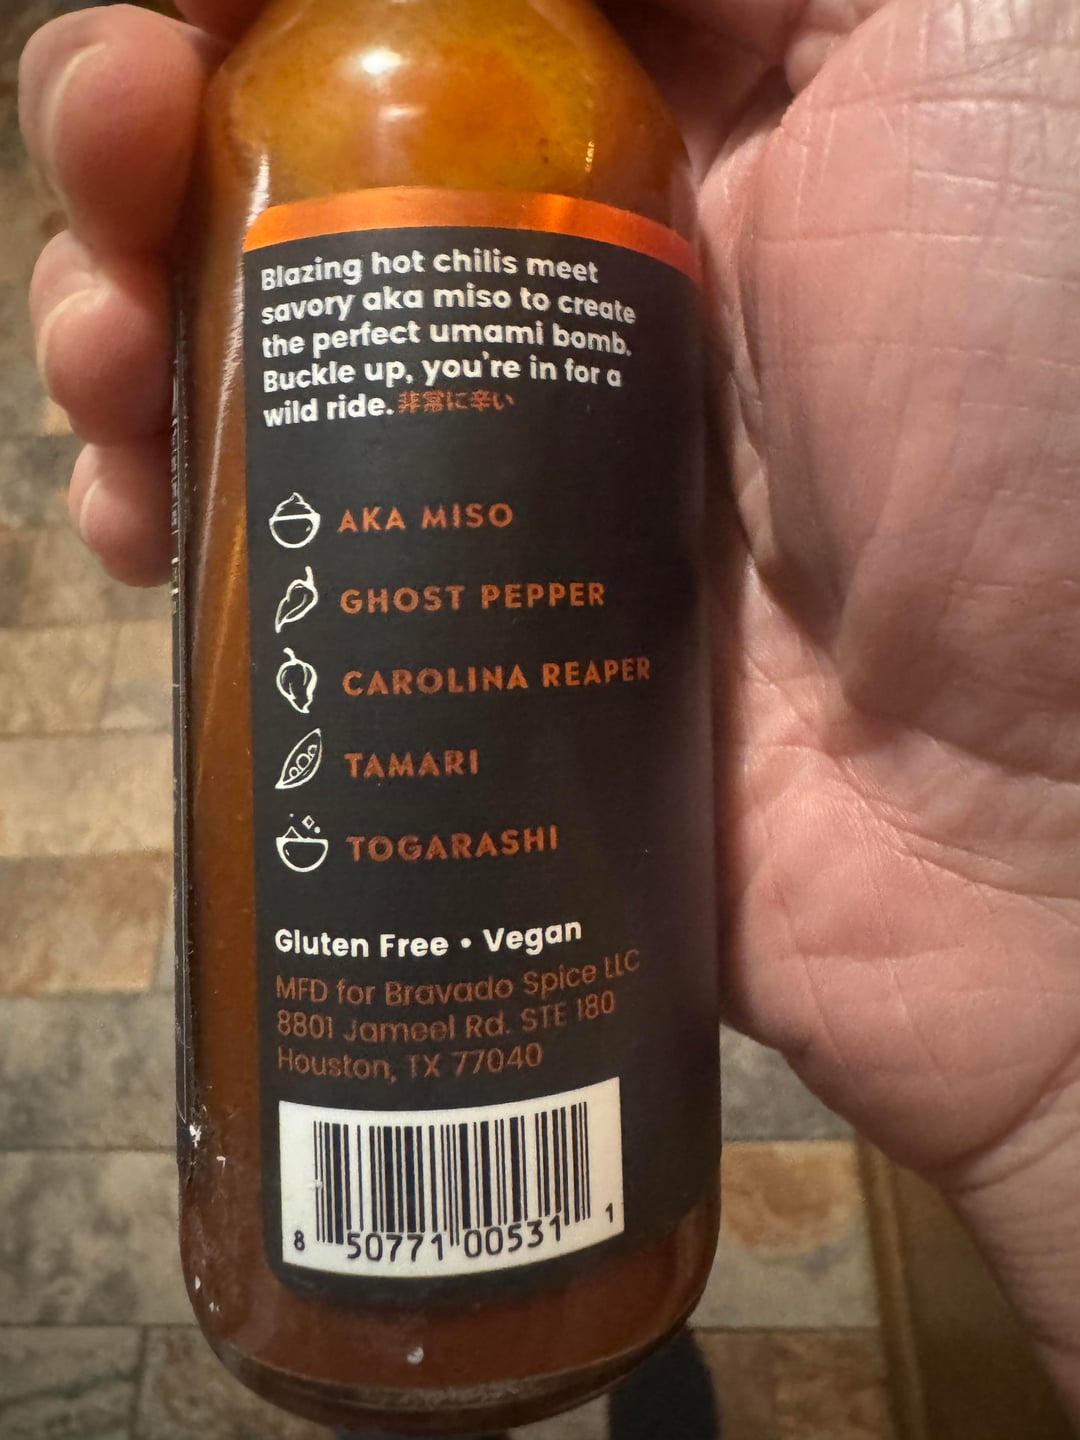 Blazing hot chilis meet
savory aka miso to create
the perfect umami bomb.
Buckle up, you're in for a
wild ride. 非常に辛い
AKA MISO
GHOST PEPPER
CAROLINA REAPER
TAMARI
TOGARASHI
Gluten Free • Vegan
MFD for Bravado Spice LLC
8801 Jameel Rd. STE 180
Houston, TX 77040
8 50771 00531 1